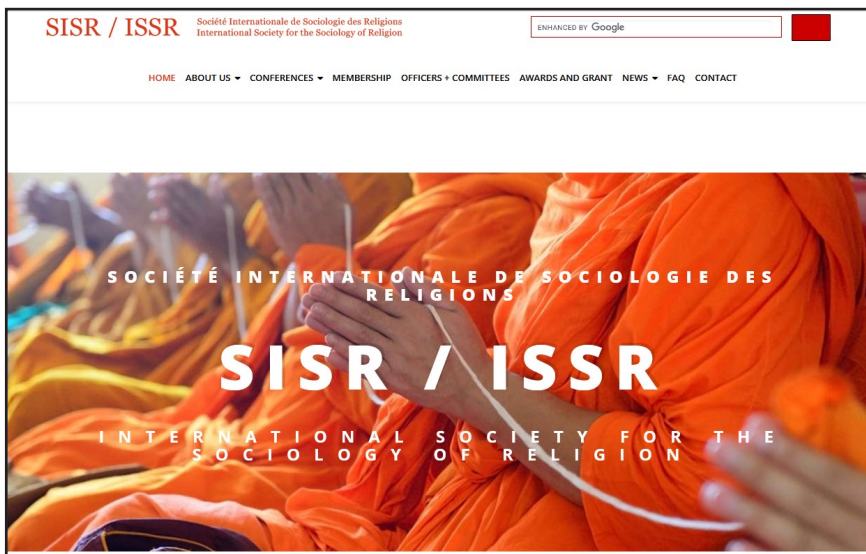 SISR / ISSR
Société Internationale de Sociologie des Religions
International Society for the Sociology of Religion
ENHANCED BY Google
HOME ABOUT US CONFERENCES MEMBERSHIP OFFICERS + COMMITTEES AWARDS AND GRANT NEWS FAQ CONTACT
SOCIÉTÉ INTERNATIONALE DE SOCIOLOGIE DES
RELIGIONS
SISR / ISSR
INTERNATIONAL SOCIETY FOR THE
SOCIOLOGY OF RELIGION